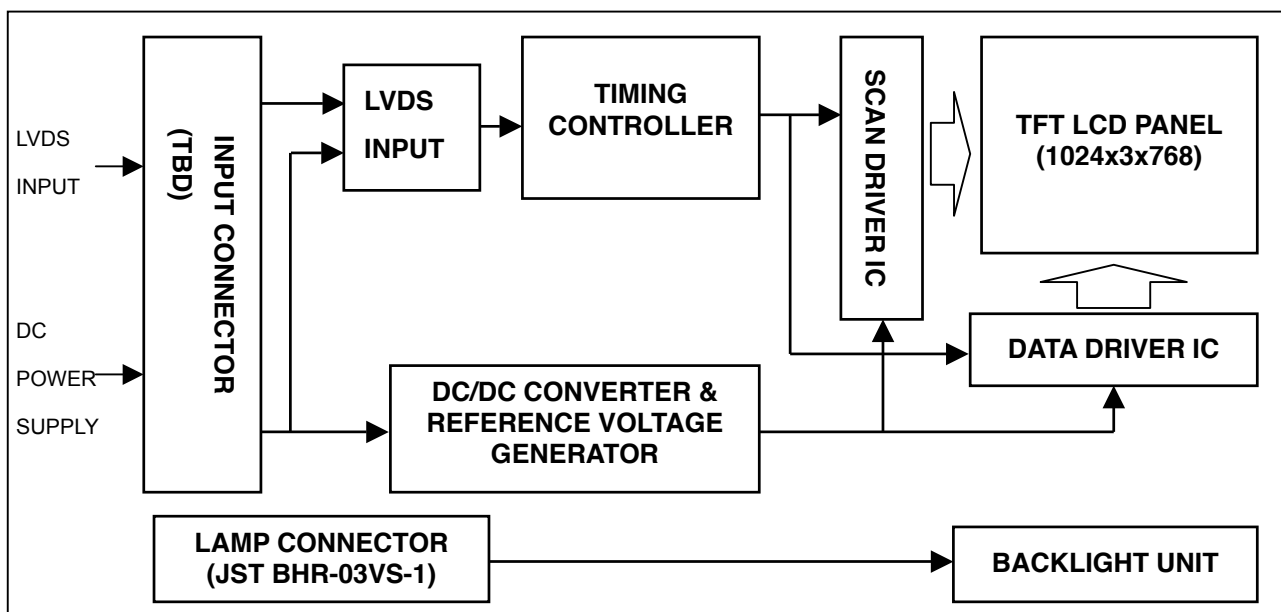 LVDS
INPUT
DC
POWER
SUPPLY
INPUT CONNECTOR
(TBD)
LVDS
INPUT
TIMING
CONTROLLER
SCAN DRIVER IC
TFT LCD PANEL
(1024x3x768)
DATA DRIVER IC
DC/DC CONVERTER &
REFERENCE VOLTAGE
GENERATOR
LAMP CONNECTOR
(JST BHR-03VS-1)
BACKLIGHT UNIT